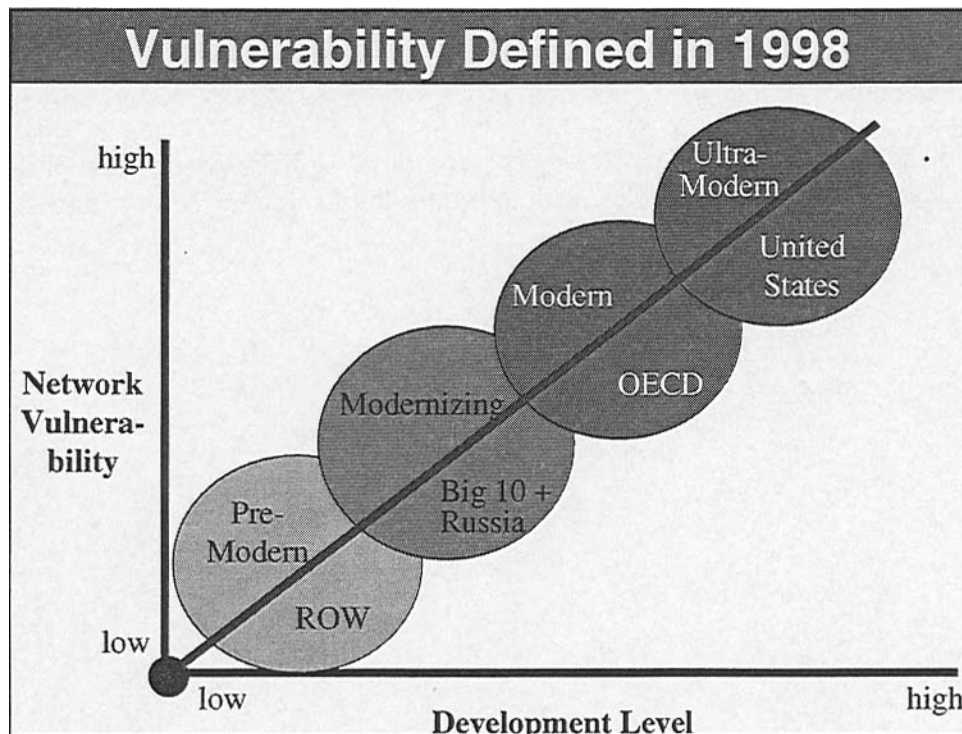 Vulnerability Defined in 1998
high
Ultra-
Modern
United
States
Modern
OECD
Network
Vulnera-
bility
Modernizing
Big 10 +
Russia
Pre-
Modern
ROW
low
low
high
Development Level